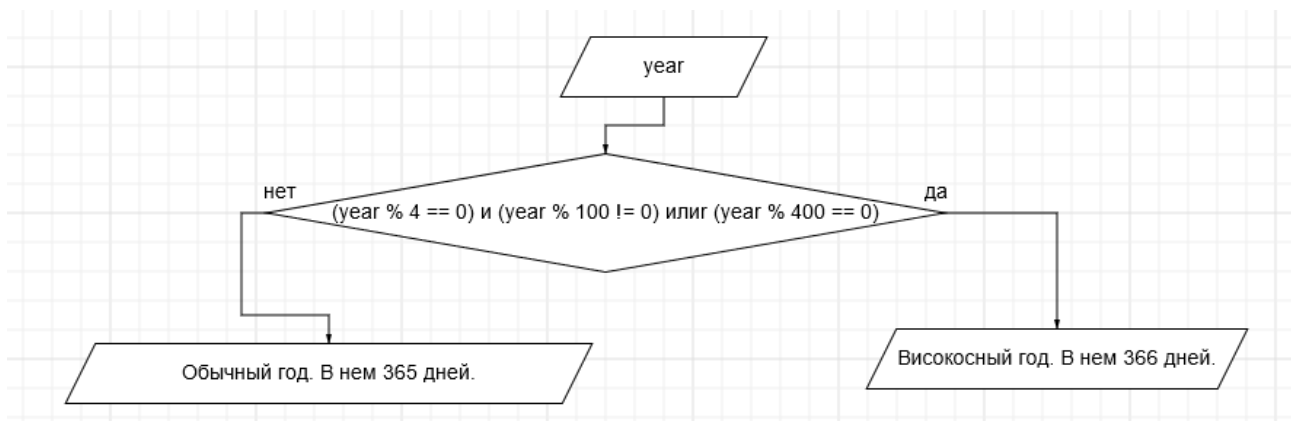 year
нет
да
(year % 4 == 0) и (year % 100 != 0) илиr (year % 400 == 0)
Обычный год. В нем 365 дней.
Високосный год. В нем 366 дней.